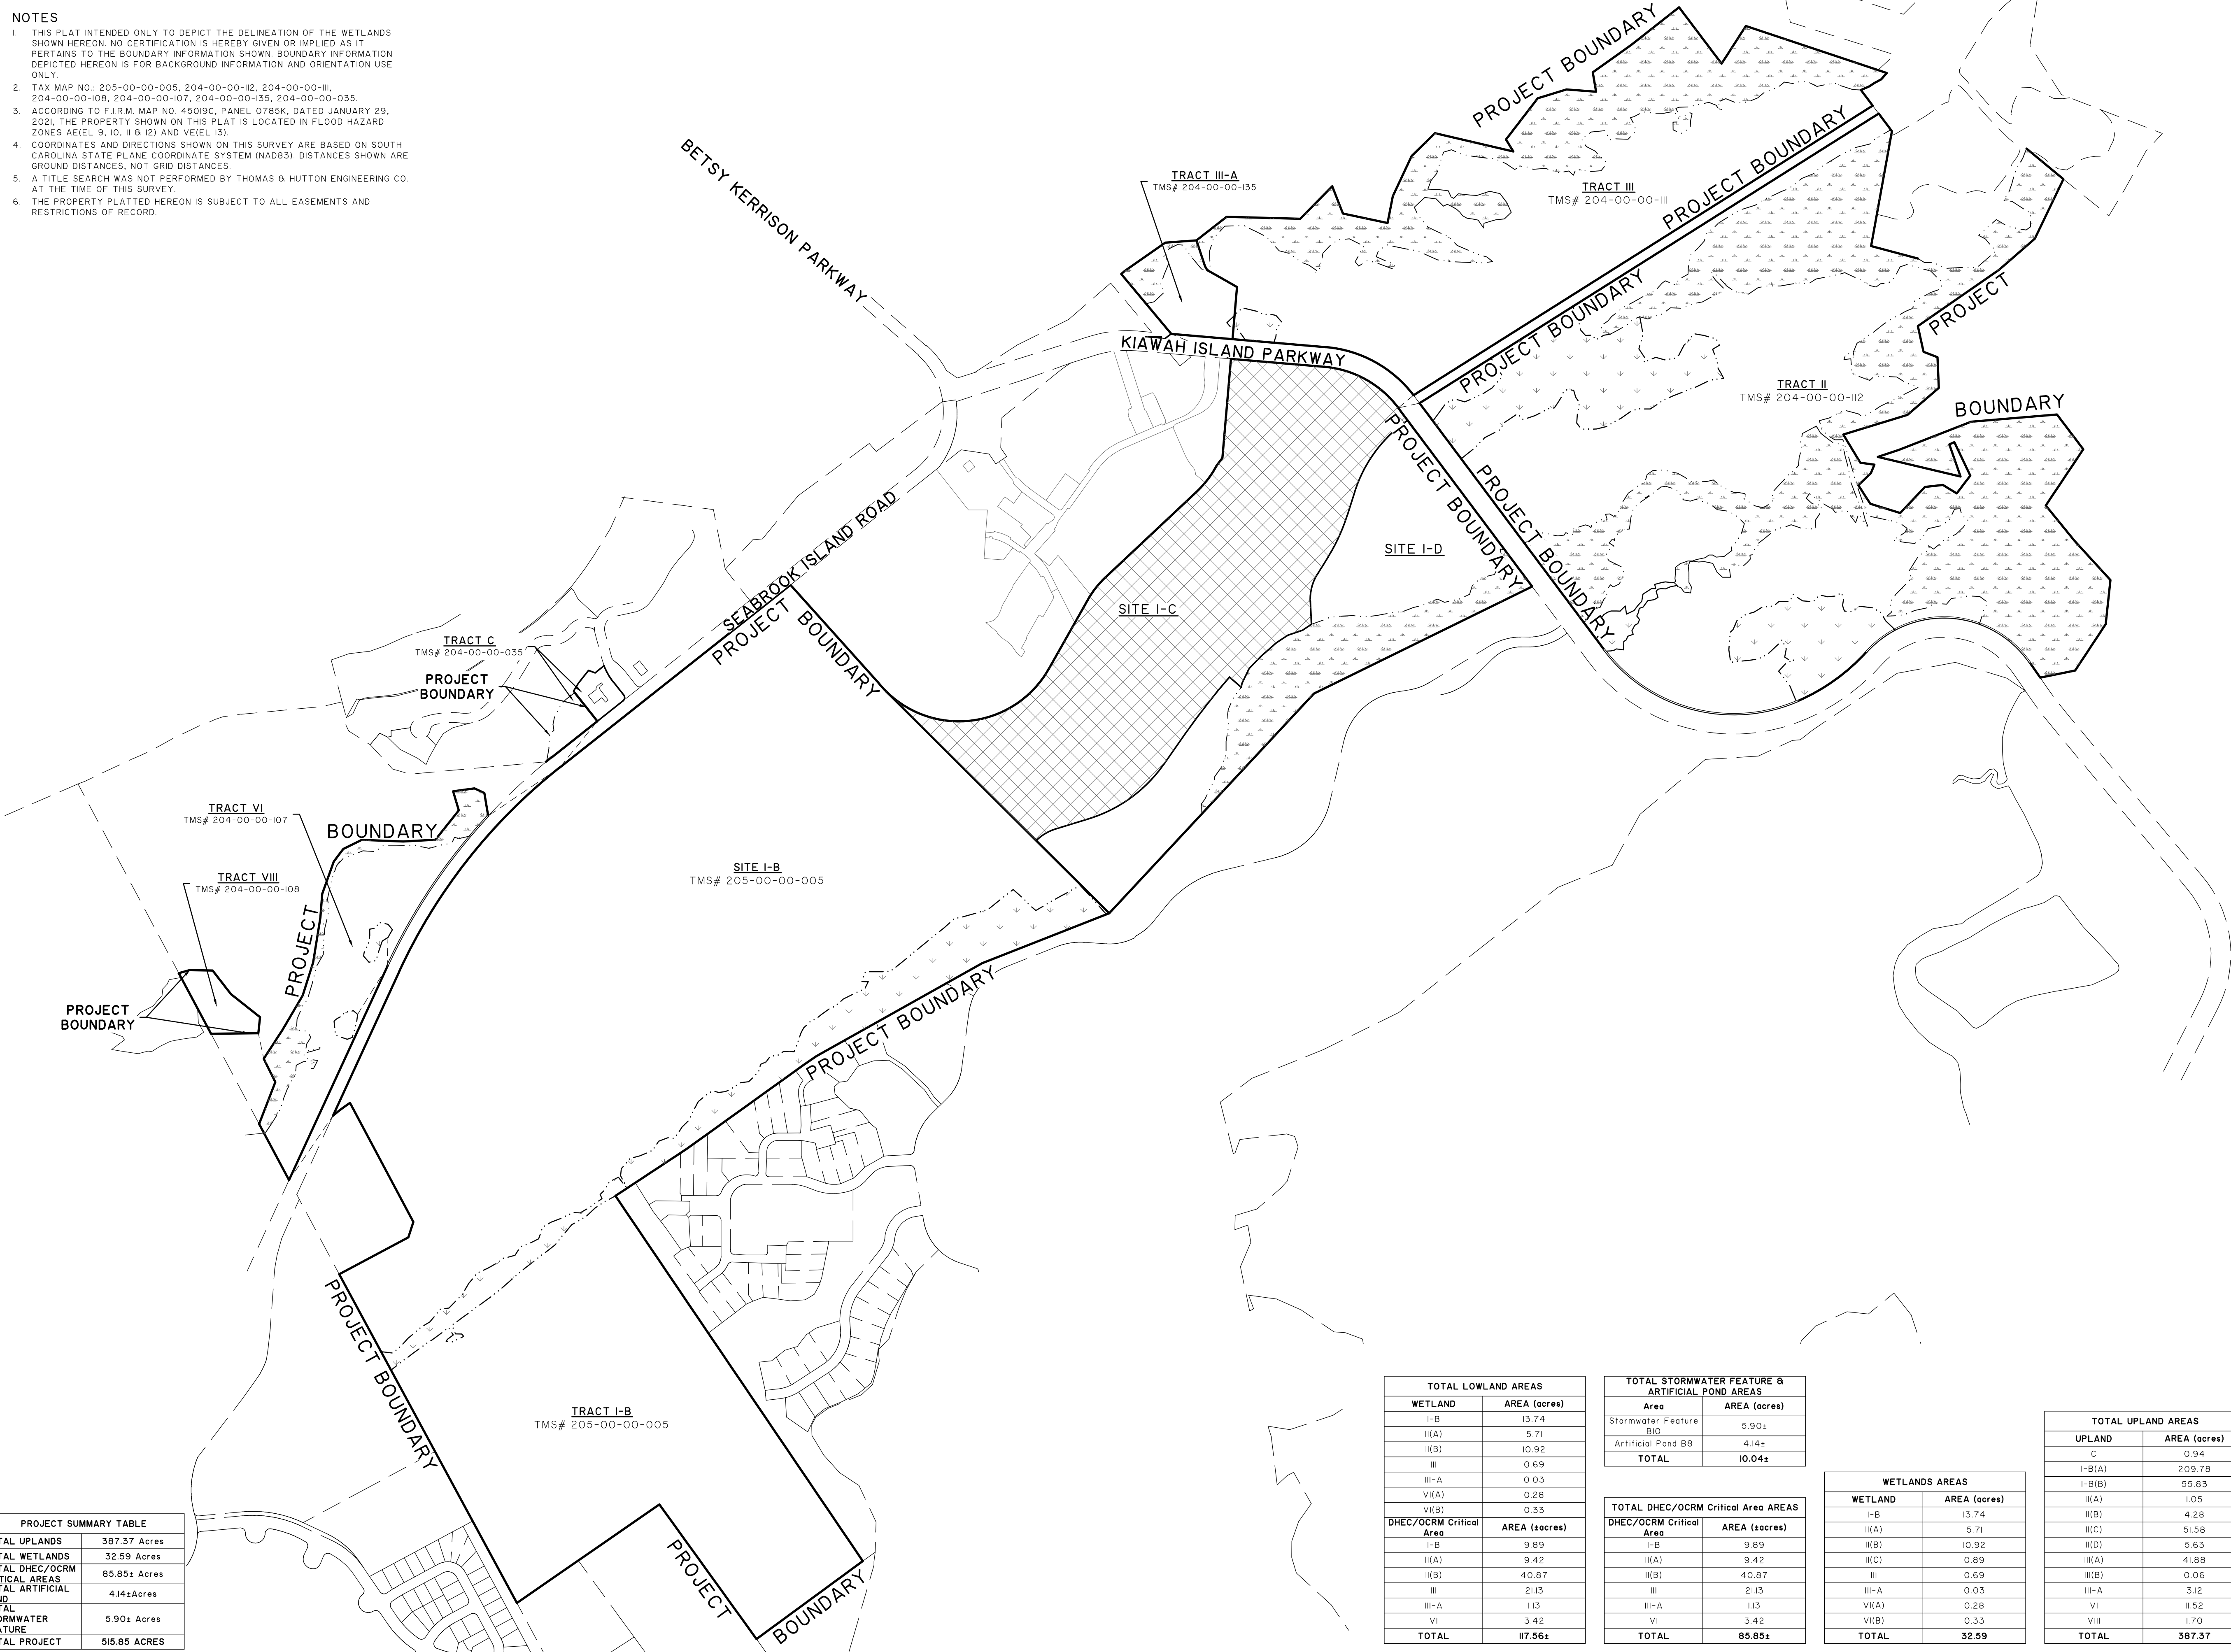 NOTES
1. THIS PLAT INTENDED ONLY TO DEPICT THE DELINEATION OF THE WETLANDS
SHOWN HEREON. NO CERTIFICATION IS HEREBY GIVEN OR IMPLIED AS IT
PERTAINS TO THE BOUNDARY INFORMATION SHOWN. BOUNDARY INFORMATION
DEPICTED HEREON IS FOR BACKGROUND INFORMATION AND ORIENTATION USE
ONLY.
2. TAX MAP NO.: 205-00-00-005, 204-00-00-112, 204-00-00-111,
204-00-00-108, 204-00-00-107, 204-00-00-135, 204-00-00-035.
3. ACCORDING TO F.I.R.M. MAP NO. 45019C, PANEL 0785K, DATED JANUARY 29,
2021, THE PROPERTY SHOWN ON THIS PLAT IS LOCATED IN FLOOD HAZARD
ZONES AE(EL 9, 10, 11 & 12) AND VE(EL 13).
4. COORDINATES AND DIRECTIONS SHOWN ON THIS SURVEY ARE BASED ON SOUTH
CAROLINA STATE PLANE COORDINATE SYSTEM (NAD83). DISTANCES SHOWN ARE
GROUND DISTANCES, NOT GRID DISTANCES.
5. A TITLE SEARCH WAS NOT PERFORMED BY THOMAS & HUTTON ENGINEERING CO.
AT THE TIME OF THIS SURVEY.
6. THE PROPERTY PLATTED HEREON IS SUBJECT TO ALL EASEMENTS AND
RESTRICTIONS OF RECORD.
PROJECT BOUNDARY
BETSY KERRISON PARKWAY
TRACT III-A
TMS# 204-00-00-135
TRACT III
TMS# 204-00-00-111
PROJECT BOUNDARY
PROJECT BOUNDARY
PROJECT
KIAWAH ISLAND PARKWAY
TRACT II
TMS# 204-00-00-112
BOUNDARY
PROJECT BOUNDARY
PROJECT BOUNDARY
SITE I-D
SITE I-C
SEABROOK ISLAND ROAD
PROJECT
BOUNDARY
TRACT C
TMS# 204-00-00-035
PROJECT
BOUNDARY
TRACT VI
TMS# 204-00-00-107
BOUNDARY
TRACT VIII
TMS# 204-00-00-108
PROJECT
SITE I-B
TMS# 205-00-00-005
PROJECT
BOUNDARY
PROJECT BOUNDARY
PROJECT BOUNDARY
TRACT I-B
TMS# 205-00-00-005
PROJECT
BOUNDARY
PROJECT SUMMARY TABLE
TAL UPLANDS 387.37 Acres
TAL WETLANDS 32.59 Acres
TAL DHEC/OCRM
TICAL AREAS 85.85± Acres
TAL ARTIFICIAL
ND 4.14±Acres
TAL
ORMWATER
ATURE 5.90± Acres
TAL PROJECT 515.85 ACRES
TOTAL LOWLAND AREAS
WETLAND AREA (acres)
I-B 13.74
II(A) 5.71
II(B) 10.92
III 0.69
III-A 0.03
VI(A) 0.28
VI(B) 0.33
DHEC/OCRM Critical
Area AREA (±acres)
I-B 9.89
II(A) 9.42
II(B) 40.87
III 21.13
III-A 1.13
VI 3.42
TOTAL 117.56±
TOTAL STORMWATER FEATURE &
ARTIFICIAL POND AREAS
Area AREA (acres)
Stormwater Feature
B10 5.90±
Artificial Pond B8 4.14±
TOTAL 10.04±
TOTAL DHEC/OCRM Critical Area AREAS
DHEC/OCRM Critical
Area AREA (±acres)
I-B 9.89
II(A) 9.42
II(B) 40.87
III 21.13
III-A 1.13
VI 3.42
TOTAL 85.85±
WETLANDS AREAS
WETLAND AREA (acres)
I-B 13.74
II(A) 5.71
II(B) 10.92
II(C) 0.89
III 0.69
III-A 0.03
VI(A) 0.28
VI(B) 0.33
TOTAL 32.59
TOTAL UPLAND AREAS
UPLAND AREA (acres)
C 0.94
I-B(A) 209.78
I-B(B) 55.83
II(A) 1.05
II(B) 4.28
II(C) 51.58
II(D) 5.63
III(A) 41.88
III(B) 0.06
III-A 3.12
VI 11.52
VIII 1.70
TOTAL 387.37